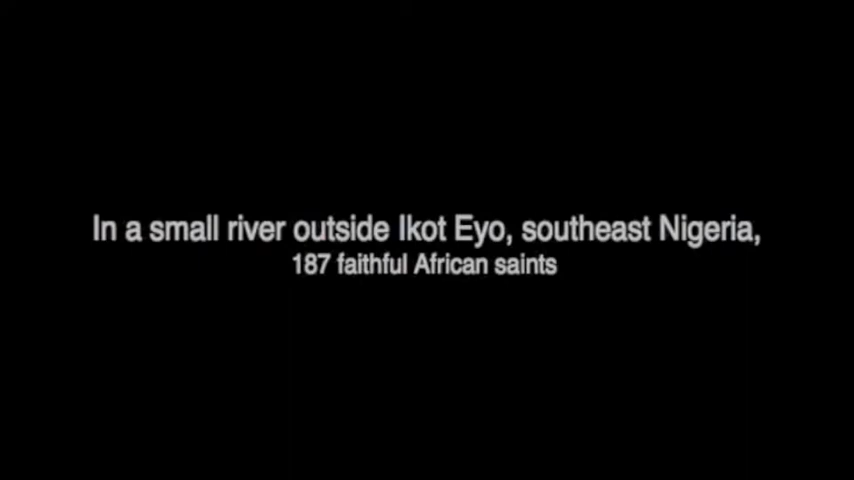 In a small river outside Ikot Eyo, southeast Nigeria,
187 faithful African saints